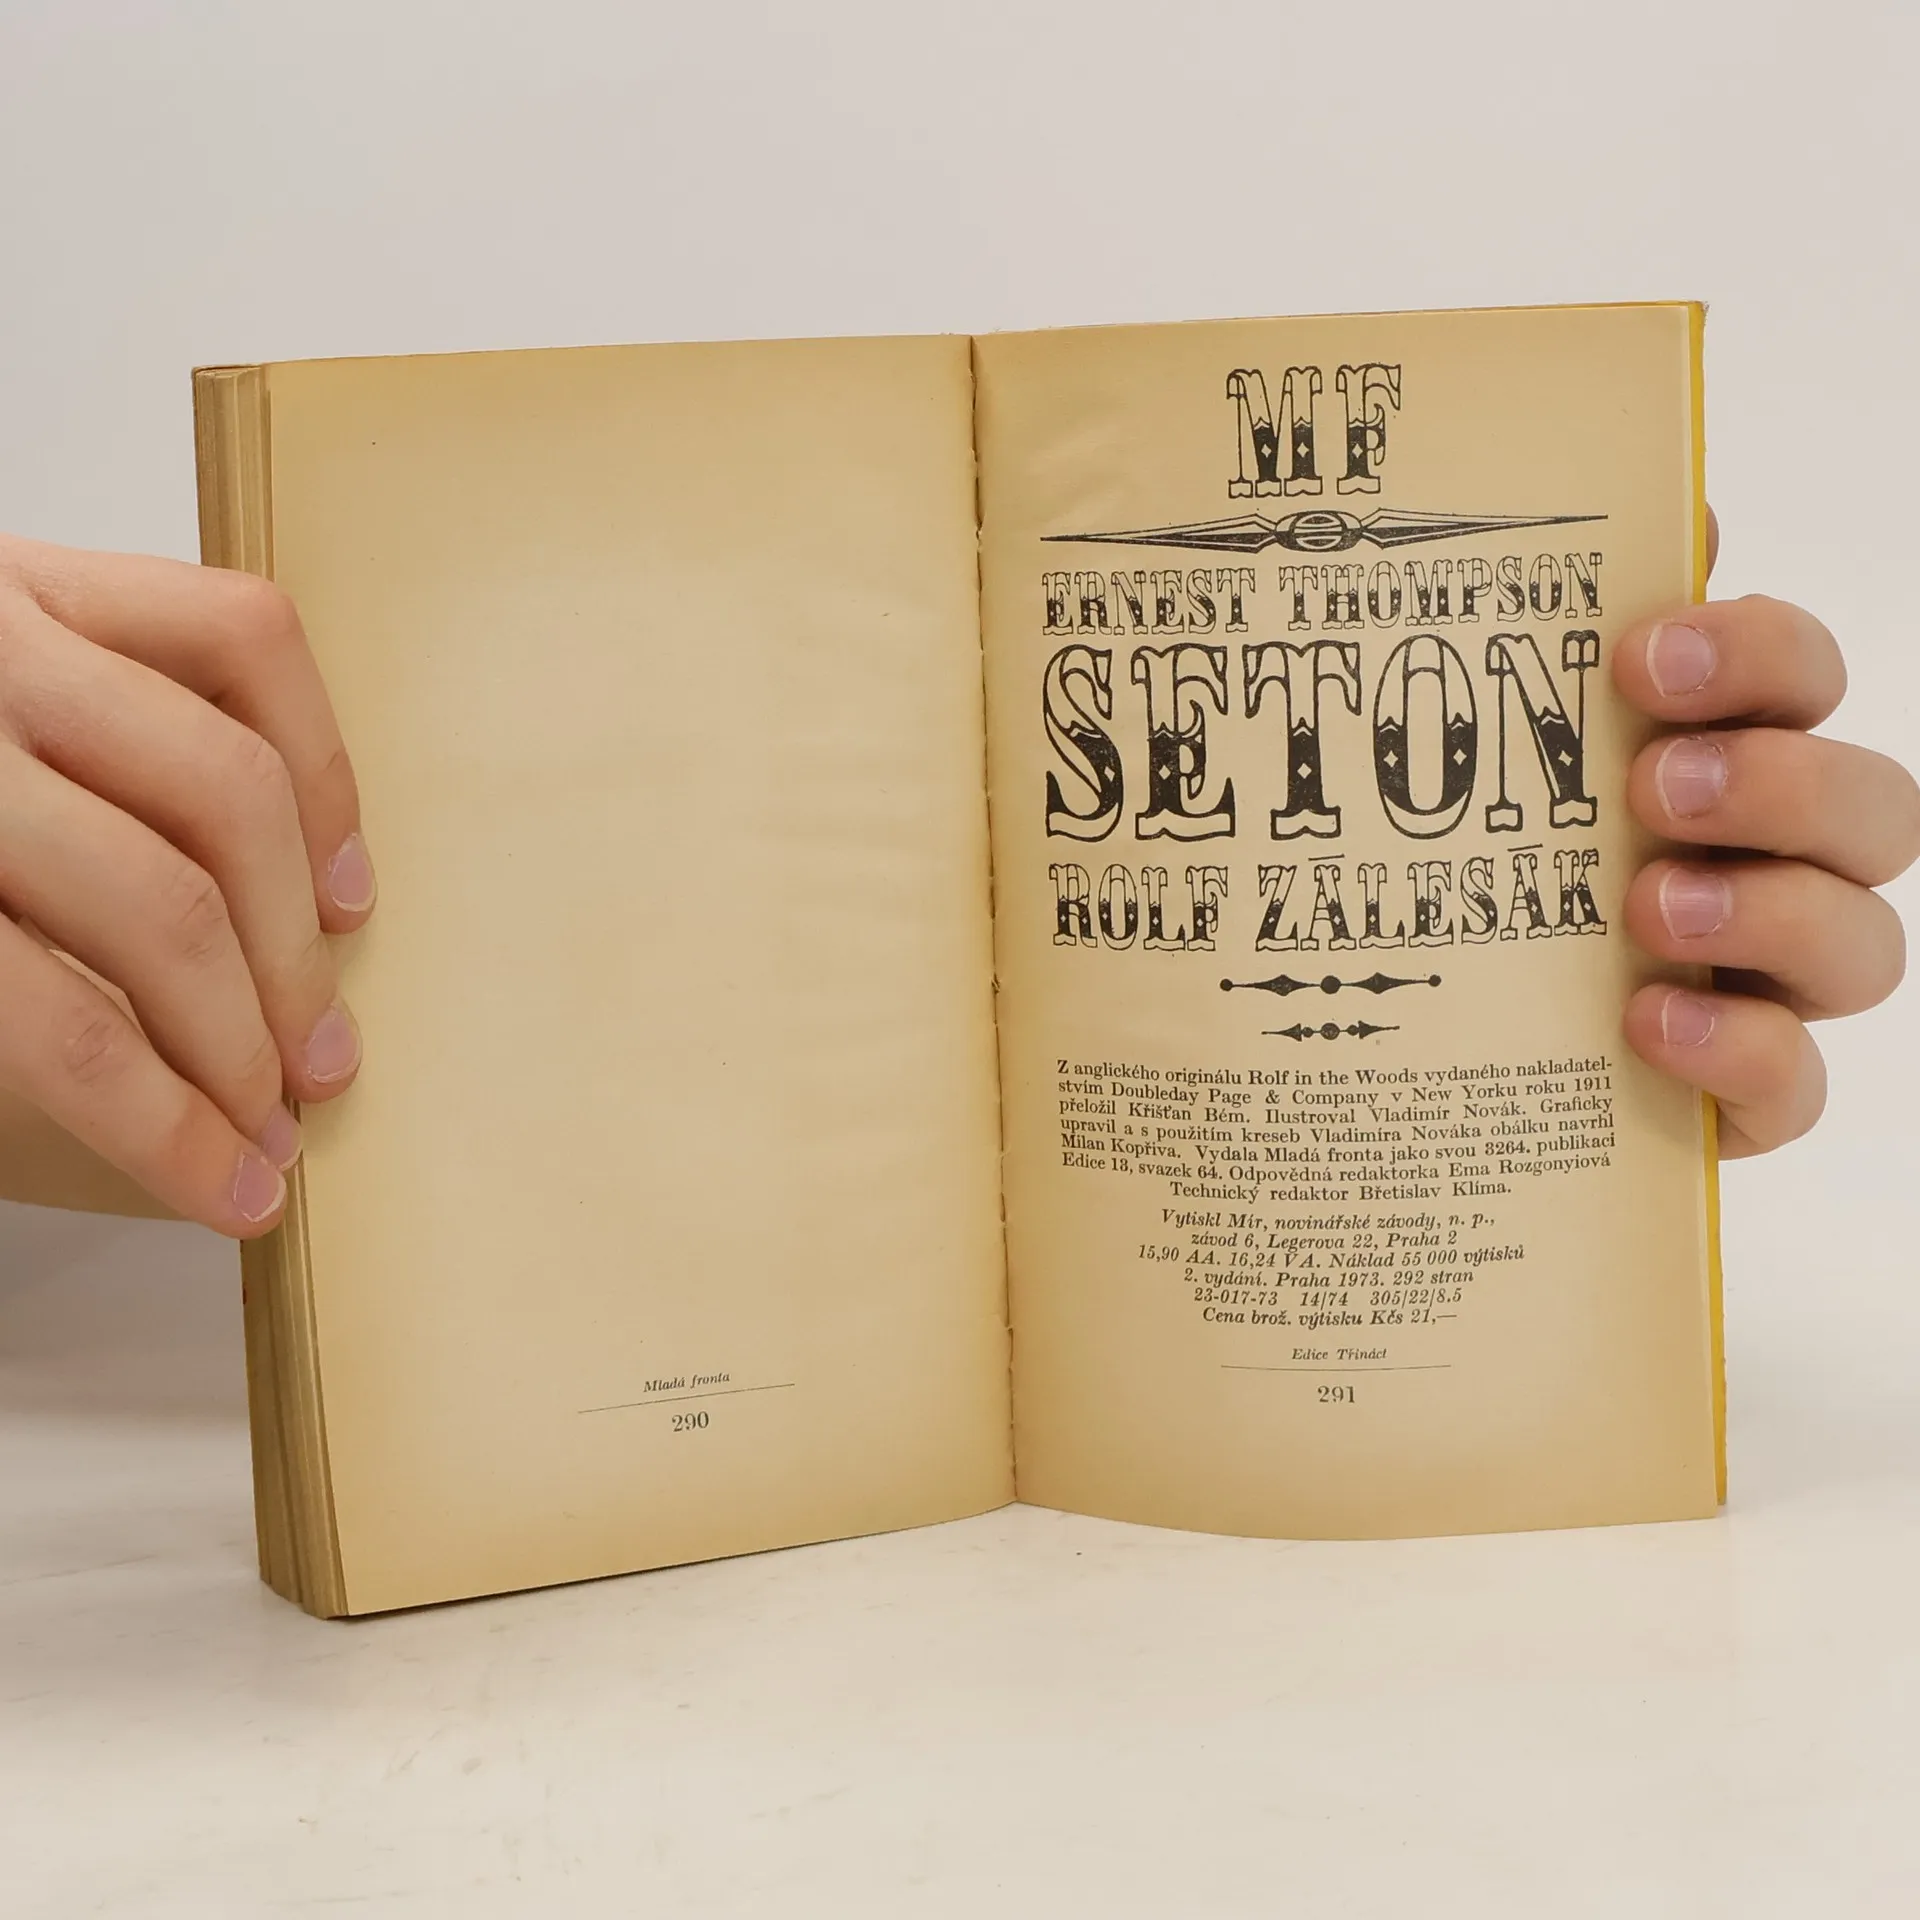 Mladá fronta
290
MF
ERNEST THOMPSON
SETON
ROLF ZÁLESÁK
Z anglického originálu Rolf in the Woods vydaného nakladatel-
stvím Doubleday Page & Company v New Yorku roku 1911
přeložil Křišťan Bém. Ilustroval Vladimír Novák. Graficky
upravil a s použitím kreseb Vladimíra Nováka obálku navrhl
Milan Kopřiva. Vydala Mladá fronta jako svou 3264. publikaci
Edice 13, svazek 64. Odpovědná redaktorka Ema Rozgonyiová
Technický redaktor Břetislav Klíma.
Vytiskl Mír, novinářské závody, n. p.,
závod 6, Legerova 22, Praha 2
15,90 AA. 16,24 VA. Náklad 55 000 výtisků
2. vydání. Praha 1973. 292 stran
23-017-73 14/74 305/22/8.5
Cena brož. výtisku Kčs 21,—
Edice Třináct
291